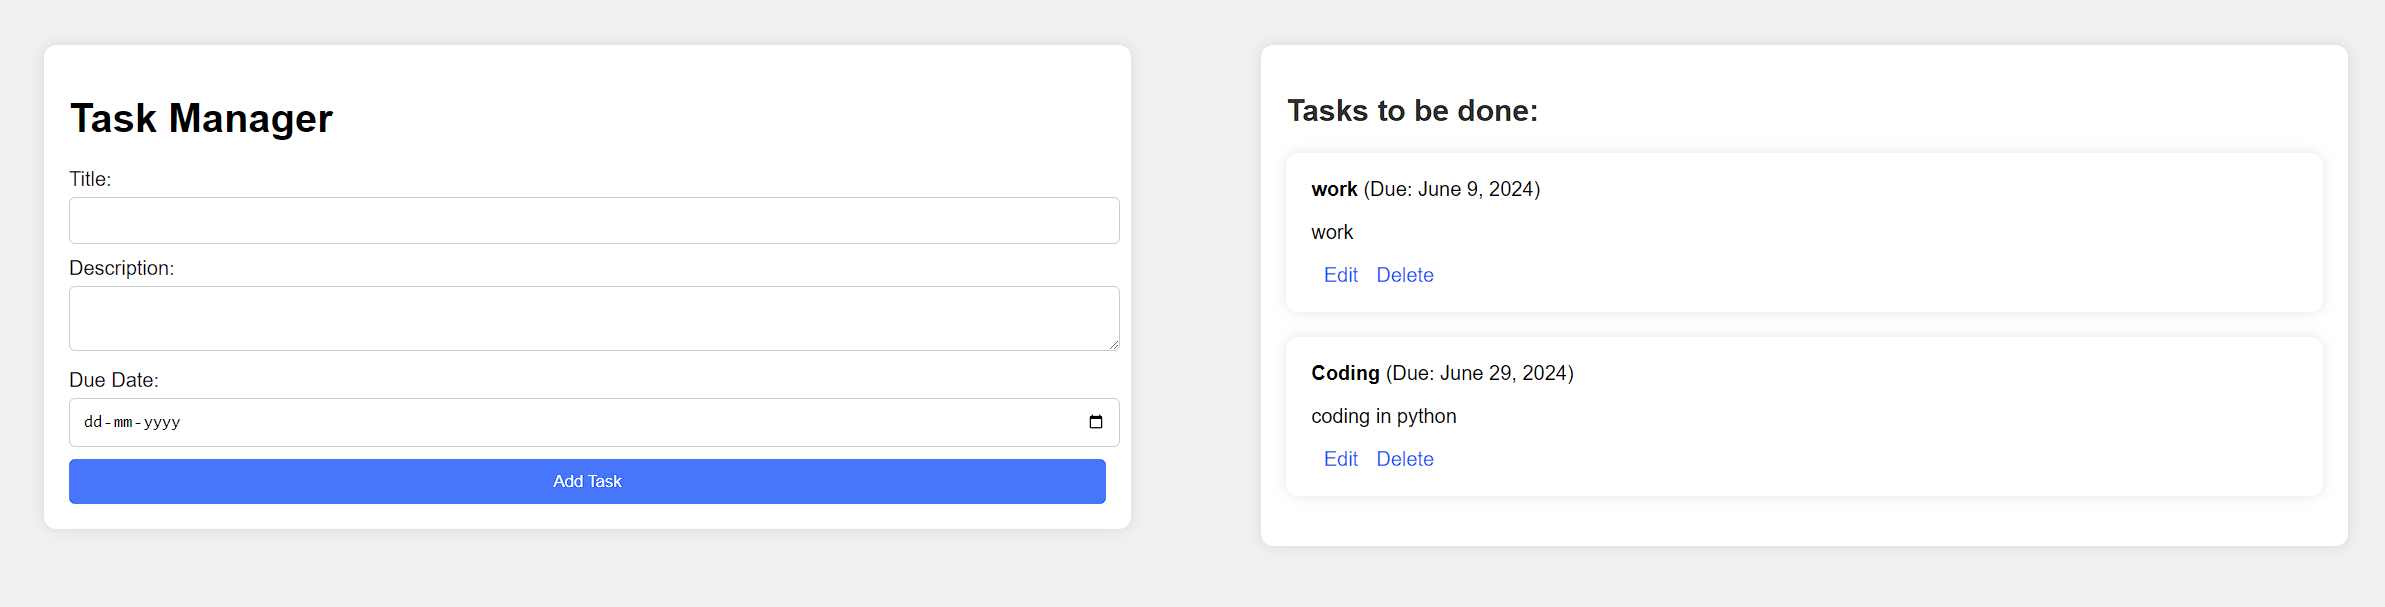 Task Manager
Title:
Description:
Due Date:
dd-mm-yyyy
Add Task
Tasks to be done:
work (Due: June 9, 2024)
work
Edit Delete
Coding (Due: June 29, 2024)
coding in python
Edit Delete